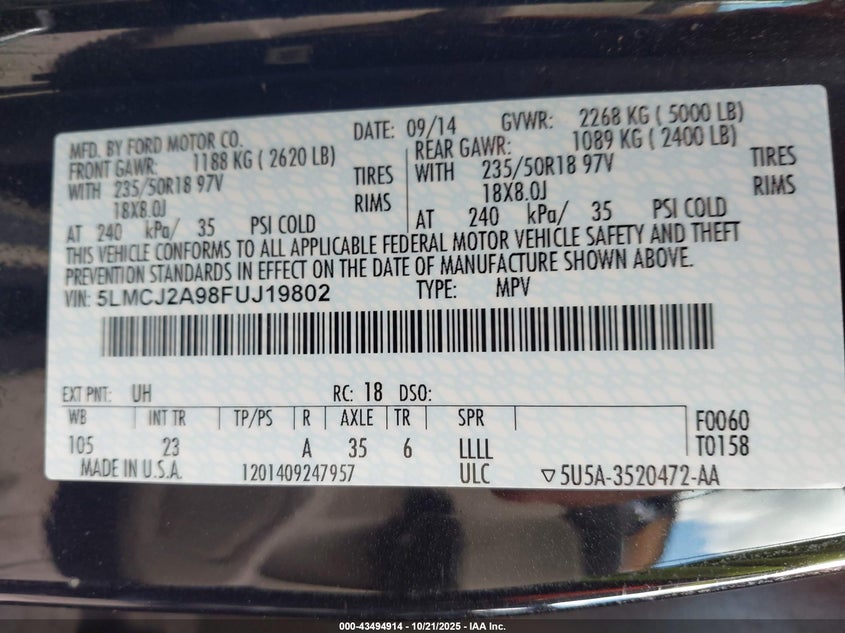 MFD. BY FORD MOTOR CO. DATE: 09/14 GVWR: 2268 KG ( 5000 LB)
FRONT GAWR: 1188 KG ( 2620 LB) REAR GAWR: 1089 KG ( 2400 LB)
WITH 235/50R18 97V TIRES WITH 235/50R18 97V TIRES
18X8.0J RIMS 18X8.0J RIMS
AT 240 kPa/ 35 PSI COLD AT 240 kPa/ 35 PSI COLD
THIS VEHICLE CONFORMS TO ALL APPLICABLE FEDERAL MOTOR VEHICLE SAFETY AND THEFT
PREVENTION STANDARDS IN EFFECT ON THE DATE OF MANUFACTURE SHOWN ABOVE.
VIN: 5LMCJ2A98FUJ19802 TYPE: MPV
EXT PNT: UH RC: 18 DSO:
WB INT TR TP/PS R AXLE TR SPR F0060
105 23 A 35 6 LLLL T0158
MADE IN U.S.A. 1201409247957 ULC ▽5U5A-3520472-AA
000-43494914 - 10/21/2025 - IAA Inc.